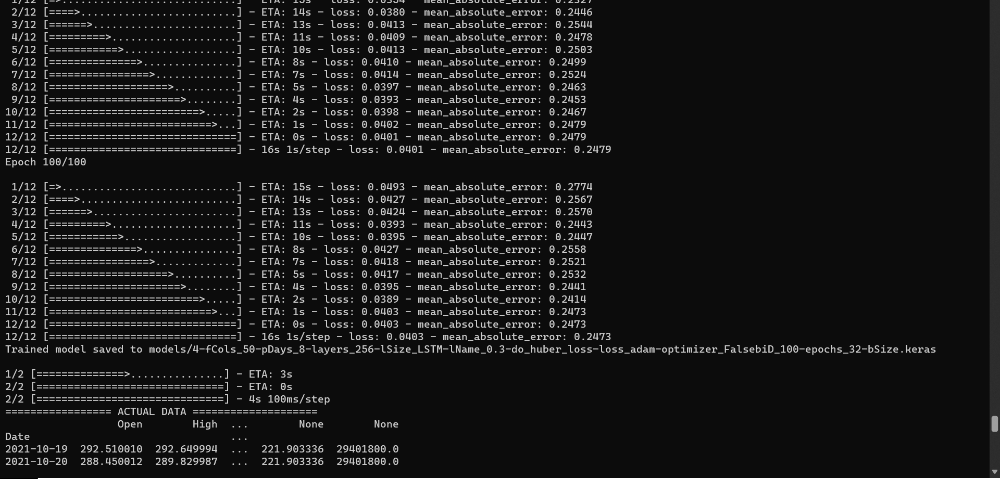 1/12 [=>............................] - ETA: 15s - loss: 0.0354 - mean_absolute_error: 0.2327
2/12 [====>.........................] - ETA: 14s - loss: 0.0380 - mean_absolute_error: 0.2446
3/12 [======>.......................] - ETA: 13s - loss: 0.0413 - mean_absolute_error: 0.2544
4/12 [=========>....................] - ETA: 11s - loss: 0.0409 - mean_absolute_error: 0.2478
5/12 [===========>..................] - ETA: 10s - loss: 0.0413 - mean_absolute_error: 0.2503
6/12 [==============>...............] - ETA: 8s - loss: 0.0410 - mean_absolute_error: 0.2499
7/12 [================>.............] - ETA: 7s - loss: 0.0414 - mean_absolute_error: 0.2524
8/12 [===================>..........] - ETA: 5s - loss: 0.0397 - mean_absolute_error: 0.2463
9/12 [=====================>........] - ETA: 4s - loss: 0.0393 - mean_absolute_error: 0.2453
10/12 [========================>.....] - ETA: 2s - loss: 0.0398 - mean_absolute_error: 0.2467
11/12 [==========================>...] - ETA: 1s - loss: 0.0402 - mean_absolute_error: 0.2479
12/12 [==============================] - ETA: 0s - loss: 0.0401 - mean_absolute_error: 0.2479
12/12 [==============================] - 16s 1s/step - loss: 0.0401 - mean_absolute_error: 0.2479
Epoch 100/100
1/12 [=>............................] - ETA: 15s - loss: 0.0493 - mean_absolute_error: 0.2774
2/12 [====>.........................] - ETA: 14s - loss: 0.0427 - mean_absolute_error: 0.2567
3/12 [======>.......................] - ETA: 13s - loss: 0.0424 - mean_absolute_error: 0.2570
4/12 [=========>....................] - ETA: 11s - loss: 0.0393 - mean_absolute_error: 0.2443
5/12 [===========>..................] - ETA: 10s - loss: 0.0395 - mean_absolute_error: 0.2447
6/12 [==============>...............] - ETA: 8s - loss: 0.0427 - mean_absolute_error: 0.2558
7/12 [================>.............] - ETA: 7s - loss: 0.0418 - mean_absolute_error: 0.2521
8/12 [===================>..........] - ETA: 5s - loss: 0.0417 - mean_absolute_error: 0.2532
9/12 [=====================>........] - ETA: 4s - loss: 0.0395 - mean_absolute_error: 0.2441
10/12 [========================>.....] - ETA: 2s - loss: 0.0389 - mean_absolute_error: 0.2414
11/12 [==========================>...] - ETA: 1s - loss: 0.0403 - mean_absolute_error: 0.2473
12/12 [==============================] - ETA: 0s - loss: 0.0403 - mean_absolute_error: 0.2473
12/12 [==============================] - 16s 1s/step - loss: 0.0403 - mean_absolute_error: 0.2473
Trained model saved to models/4-fCols_50-pDays_8-layers_256-lSize_LSTM-lName_0.3-do_huber_loss-loss_adam-optimizer_FalsebiD_100-epochs_32-bSize.keras
1/2 [==============>...............] - ETA: 3s
2/2 [==============================] - ETA: 0s
2/2 [==============================] - 4s 100ms/step
================= ACTUAL DATA ====================
Open High ... None None
Date ...
2021-10-19 292.510010 292.649994 ... 221.903336 29401800.0
2021-10-20 288.450012 289.829987 ... 221.903336 29401800.0